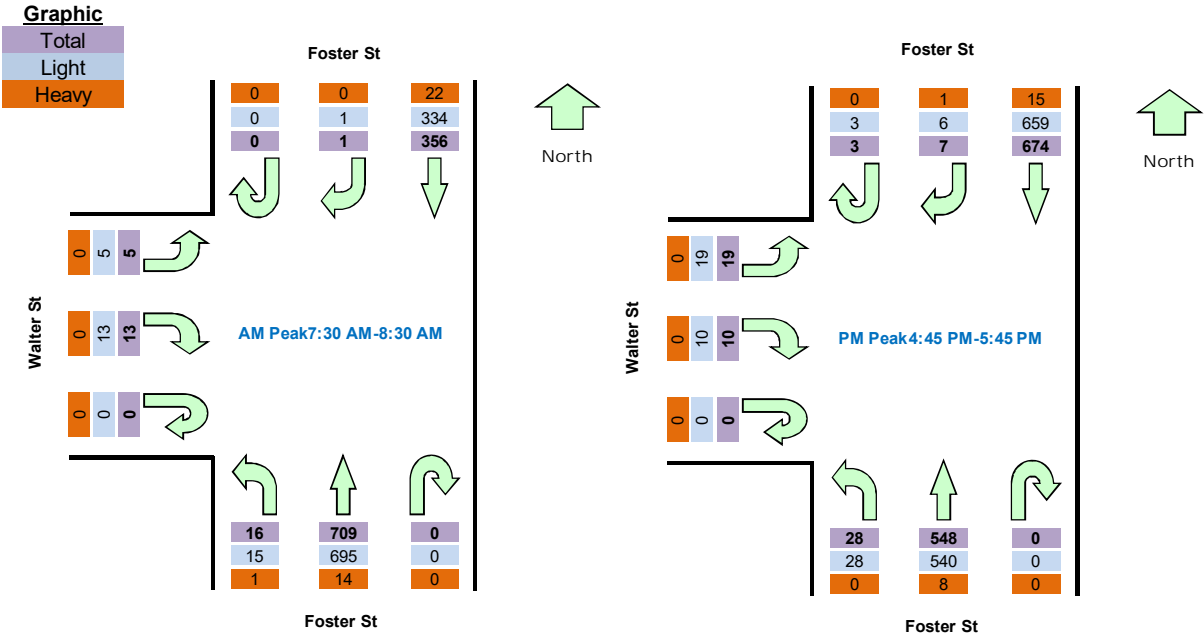 Graphic
Total
Light
Heavy
Foster St
0 0 22
0 1 334
0 1 356
North
0 5 5
0 13 13
0 0 0
Walter St
AM Peak7:30 AM-8:30 AM
16 709 0
15 695 0
1 14 0
Foster St
Foster St
0 1 15
3 6 659
3 7 674
North
0 19 19
0 10 10
0 0 0
Walter St
PM Peak4:45 PM-5:45 PM
28 548 0
28 540 0
0 8 0
Foster St